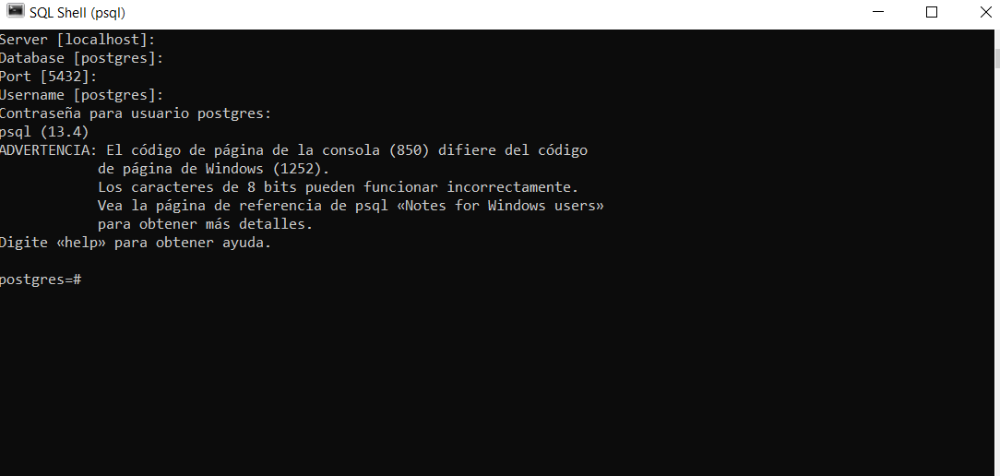 SQL Shell (psql)
Server [localhost]:
Database [postgres]:
Port [5432]:
Username [postgres]:
Contraseña para usuario postgres:
psql (13.4)
ADVERTENCIA: El código de página de la consola (850) difiere del código
de página de Windows (1252).
Los caracteres de 8 bits pueden funcionar incorrectamente.
Vea la página de referencia de psql «Notes for Windows users»
para obtener más detalles.
Digite «help» para obtener ayuda.
postgres=#